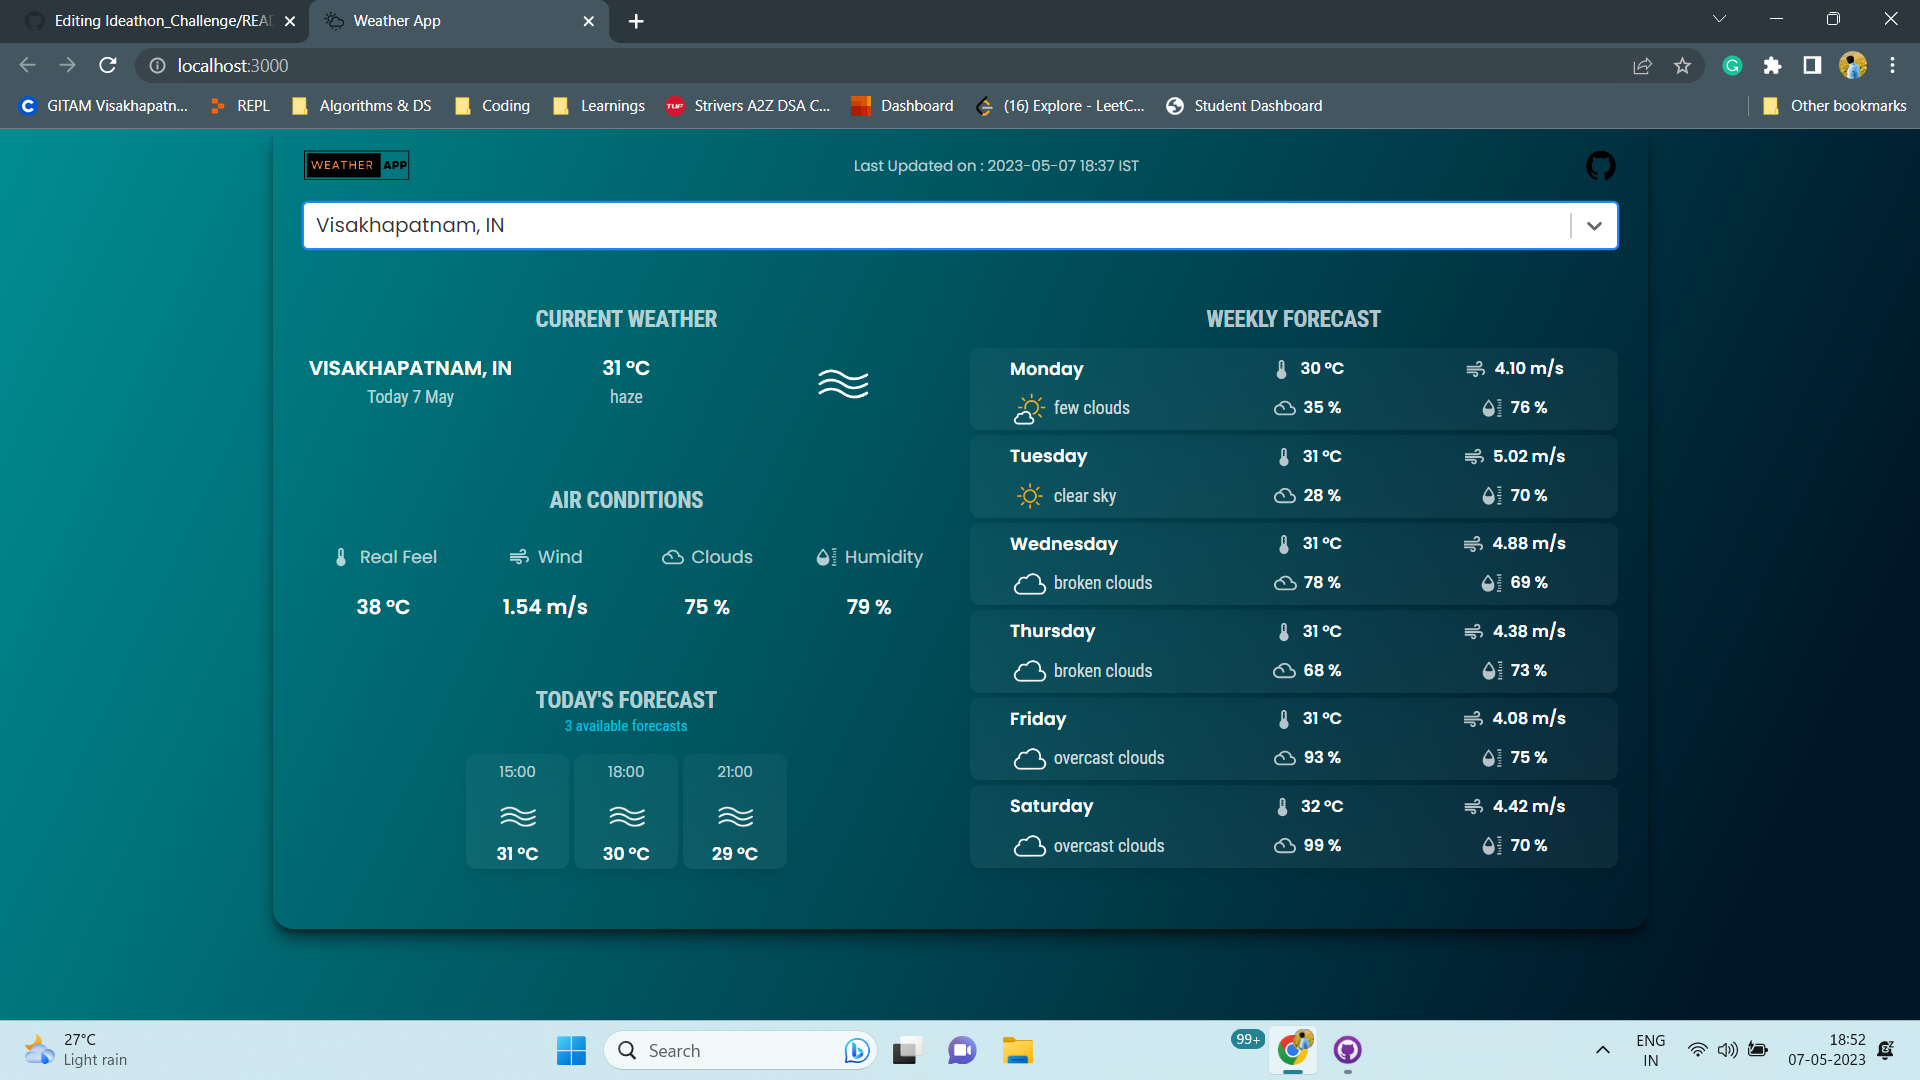 Editing Ideathon_Challenge/READ
Weather App
localhost:3000
GITAM Visakhapatn...
REPL
Algorithms & DS
Coding
Learnings
TUF
Strivers A2Z DSA C...
Dashboard
(16) Explore - LeetC...
Student Dashboard
Other bookmarks
WEATHER APP
Last Updated on : 2023-05-07 18:37 IST
Visakhapatnam, IN
CURRENT WEATHER
VISAKHAPATNAM, IN
31 °C
Today 7 May
haze
AIR CONDITIONS
Real Feel
Wind
Clouds
Humidity
38 °C
1.54 m/s
75 %
79 %
TODAY'S FORECAST
3 available forecasts
15:00
18:00
21:00
31 °C
30 °C
29 °C
WEEKLY FORECAST
Monday
30 °C
4.10 m/s
few clouds
35 %
76 %
Tuesday
31 °C
5.02 m/s
clear sky
28 %
70 %
Wednesday
31 °C
4.88 m/s
broken clouds
78 %
69 %
Thursday
31 °C
4.38 m/s
broken clouds
68 %
73 %
Friday
31 °C
4.08 m/s
overcast clouds
93 %
75 %
Saturday
32 °C
4.42 m/s
overcast clouds
99 %
70 %
27°C
Light rain
Search
99+
ENG
IN
18:52
07-05-2023